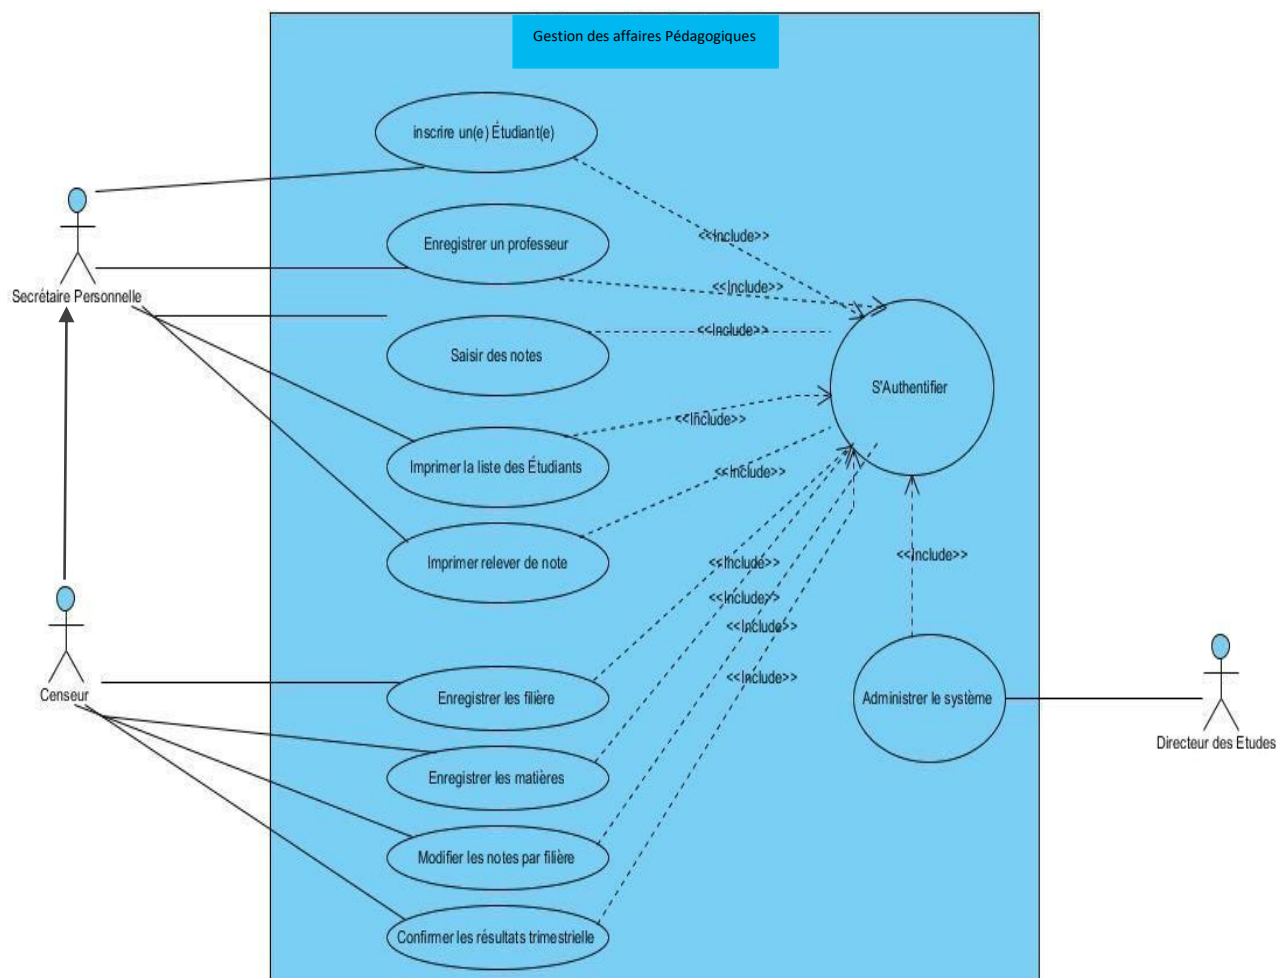 Gestion des affaires Pédagogiques
inscrire un(e) Étudiant(e)
<<Include>>
Enregistrer un professeur
<<Include>>
Secrétaire Personnelle
<<Include>>
Saisir des notes
S'Authentifier
<<Include>>
Imprimer la liste des Étudiants
<<Include>>
Imprimer relever de note
<<Include>>
<<Include>>
<<Include>>
<<Include>>
<<Include>>
Censeur
Enregistrer les filière
Administrer le système
Directeur des Etudes
Enregistrer les matières
Modifier les notes par filière
Confirmer les résultats trimestrielle